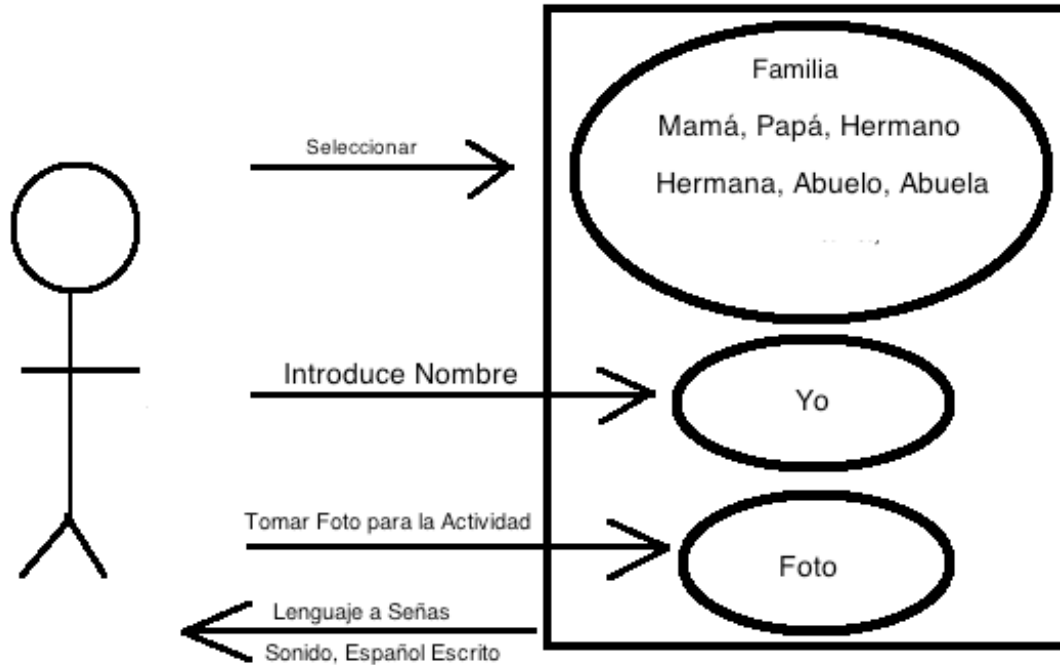 Familia
Mamá, Papá, Hermano
Seleccionar
Hermana, Abuelo, Abuela
Introduce Nombre
Yo
Tomar Foto para la Actividad
Foto
Lenguaje a Señas
Sonido, Español Escrito